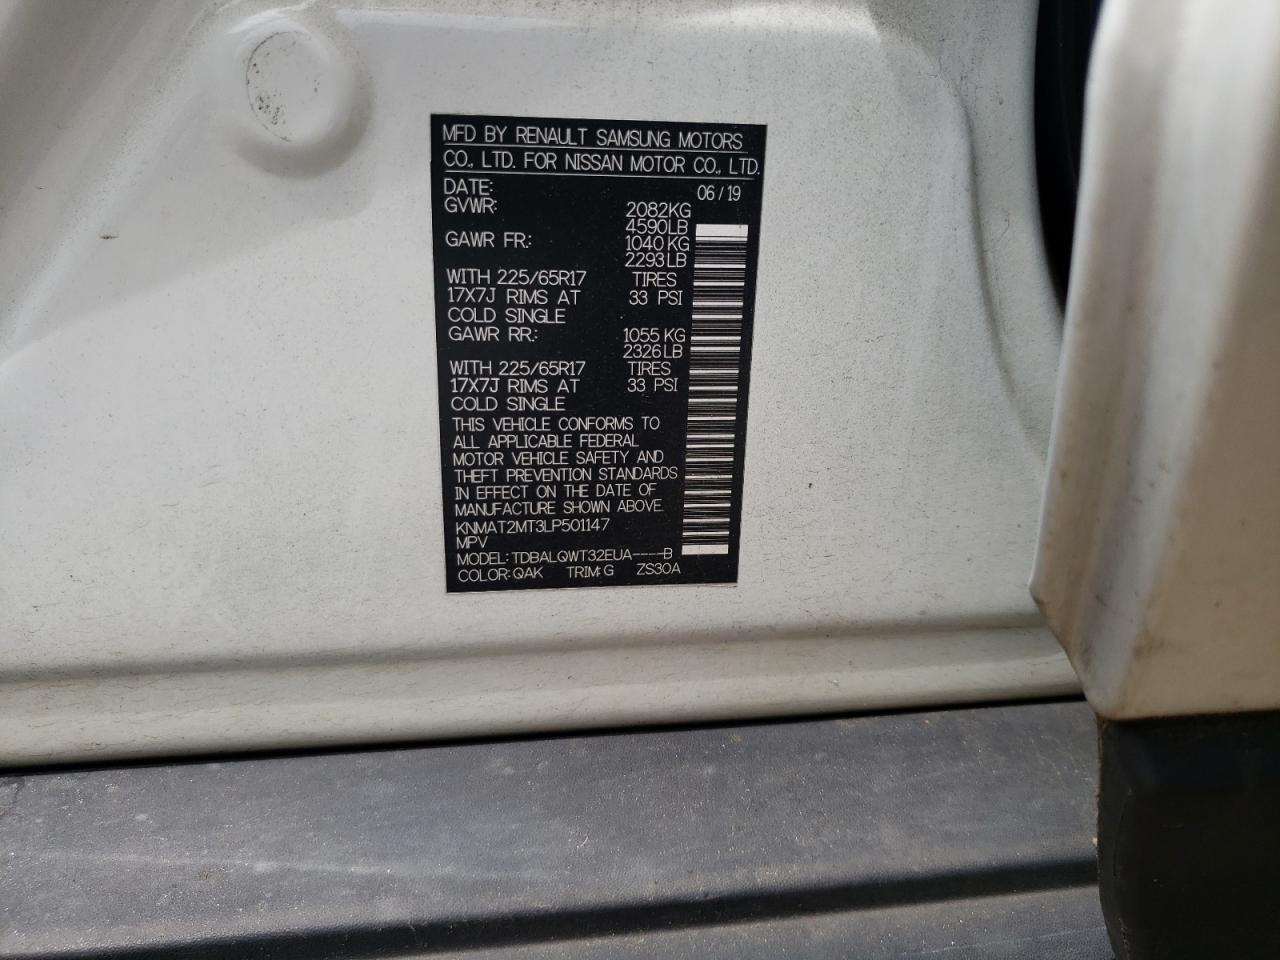 MFD BY RENAULT SAMSUNG MOTORS
CO., LTD. FOR NISSAN MOTOR CO., LTD.
DATE: 06/19
GVWR: 2082KG
4590LB
GAWR FR: 1040KG
2293LB
WITH 225/65R17 TIRES
17X7J RIMS AT 33 PSI
COLD SINGLE
GAWR RR: 1055KG
2326LB
WITH 225/65R17 TIRES
17X7J RIMS AT 33 PSI
COLD SINGLE
THIS VEHICLE CONFORMS TO
ALL APPLICABLE FEDERAL
MOTOR VEHICLE SAFETY AND
THEFT PREVENTION STANDARDS
IN EFFECT ON THE DATE OF
MANUFACTURE SHOWN ABOVE.
KNMAT2MT3LP501147
MPV
MODEL: TDBALQWT32EUA----B
COLOR: QAK TRIM: G ZS30A